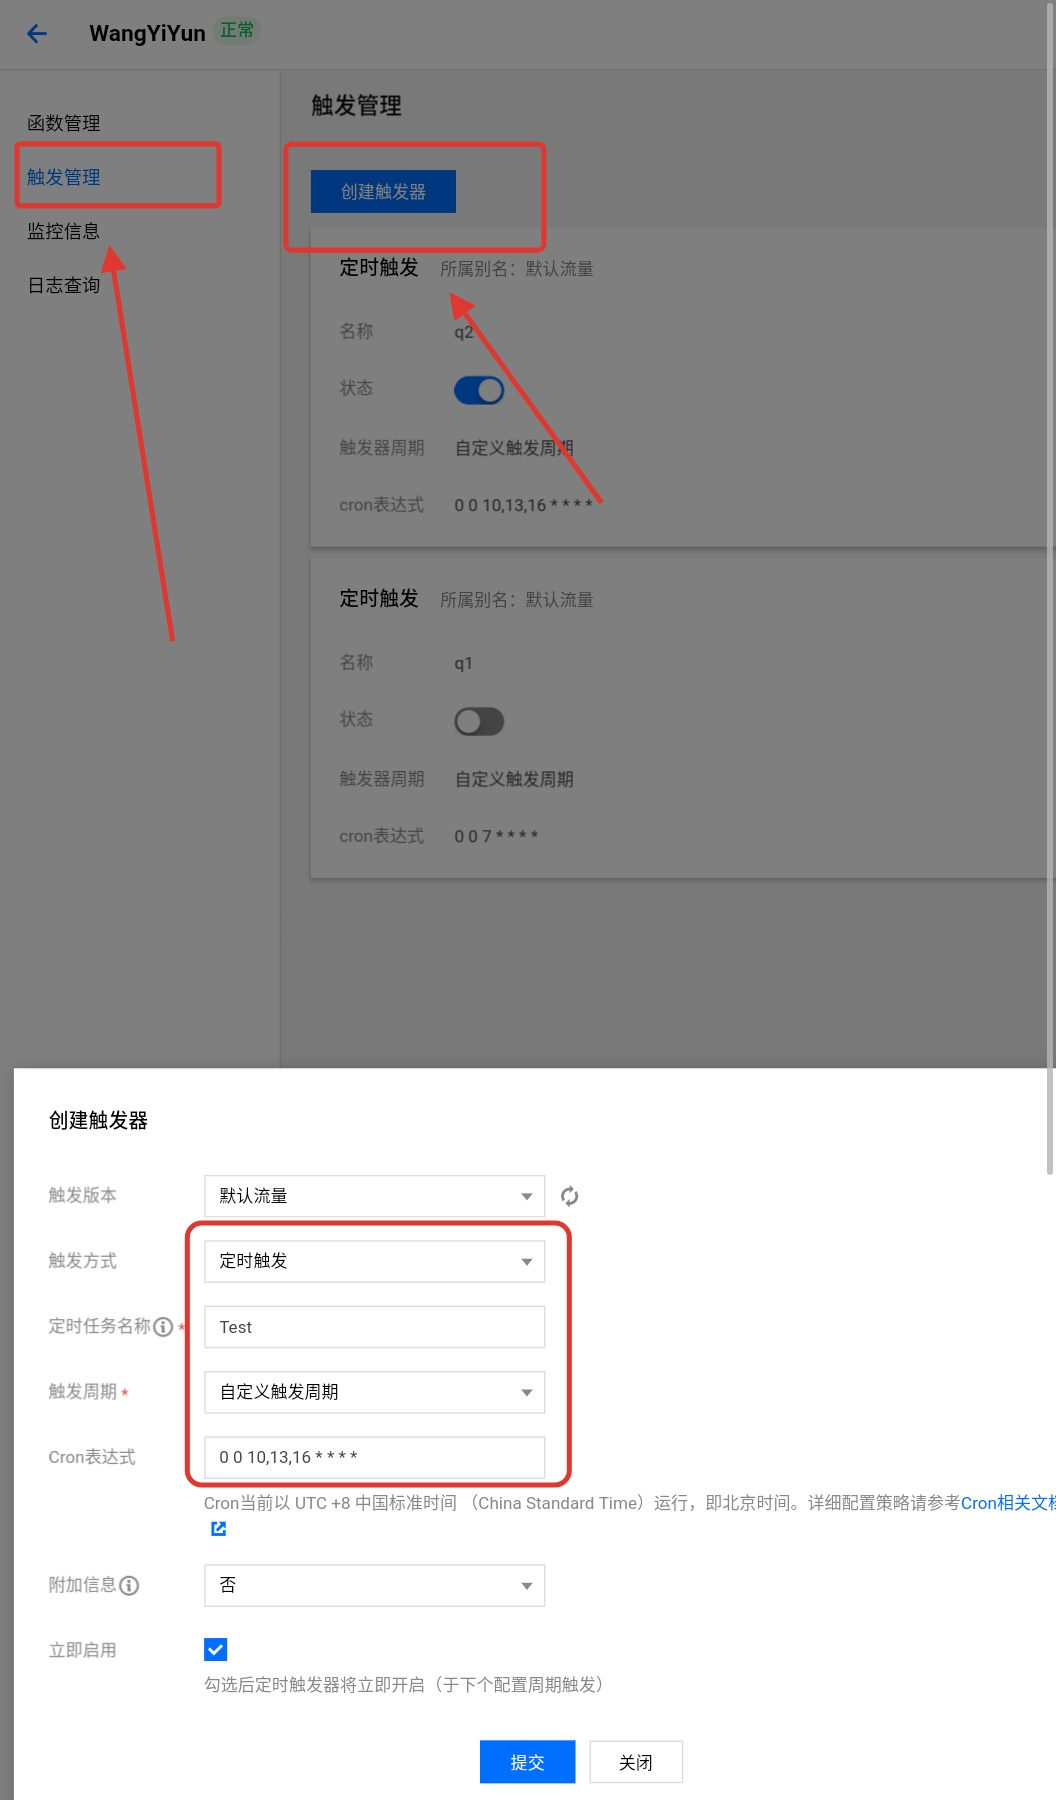 WangYiYun 正常
函数管理
触发管理
监控信息
日志查询
触发管理
创建触发器
定时触发 所属别名：默认流量
名称 q2
状态
触发器周期 自定义触发周期
cron表达式 0 0 10,13,16 * * * *
定时触发 所属别名：默认流量
名称 q1
状态
触发器周期 自定义触发周期
cron表达式 0 0 7 * * * *
创建触发器
触发版本 默认流量
触发方式 定时触发
定时任务名称 * Test
触发周期 * 自定义触发周期
Cron表达式 0 0 10,13,16 * * * *
Cron当前以 UTC +8 中国标准时间 （China Standard Time）运行，即北京时间。详细配置策略请参考Cron相关文档
附加信息 否
立即启用
勾选后定时触发器将立即开启（于下个配置周期触发）
提交 关闭